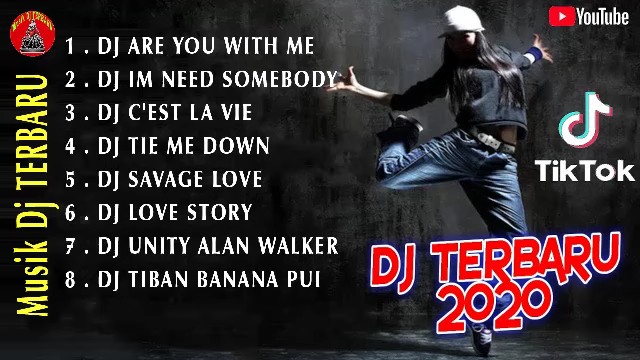 Musik Dj TERBARU
1 . DJ ARE YOU WITH ME
2 . DJ IM NEED SOMEBODY
3 . DJ C'EST LA VIE
4 . DJ TIE ME DOWN
5 . DJ SAVAGE LOVE
6 . DJ LOVE STORY
7 . DJ UNITY ALAN WALKER
8 . DJ TIBAN BANANA PUI
YouTube
TikTok
DJ TERBARU
2020